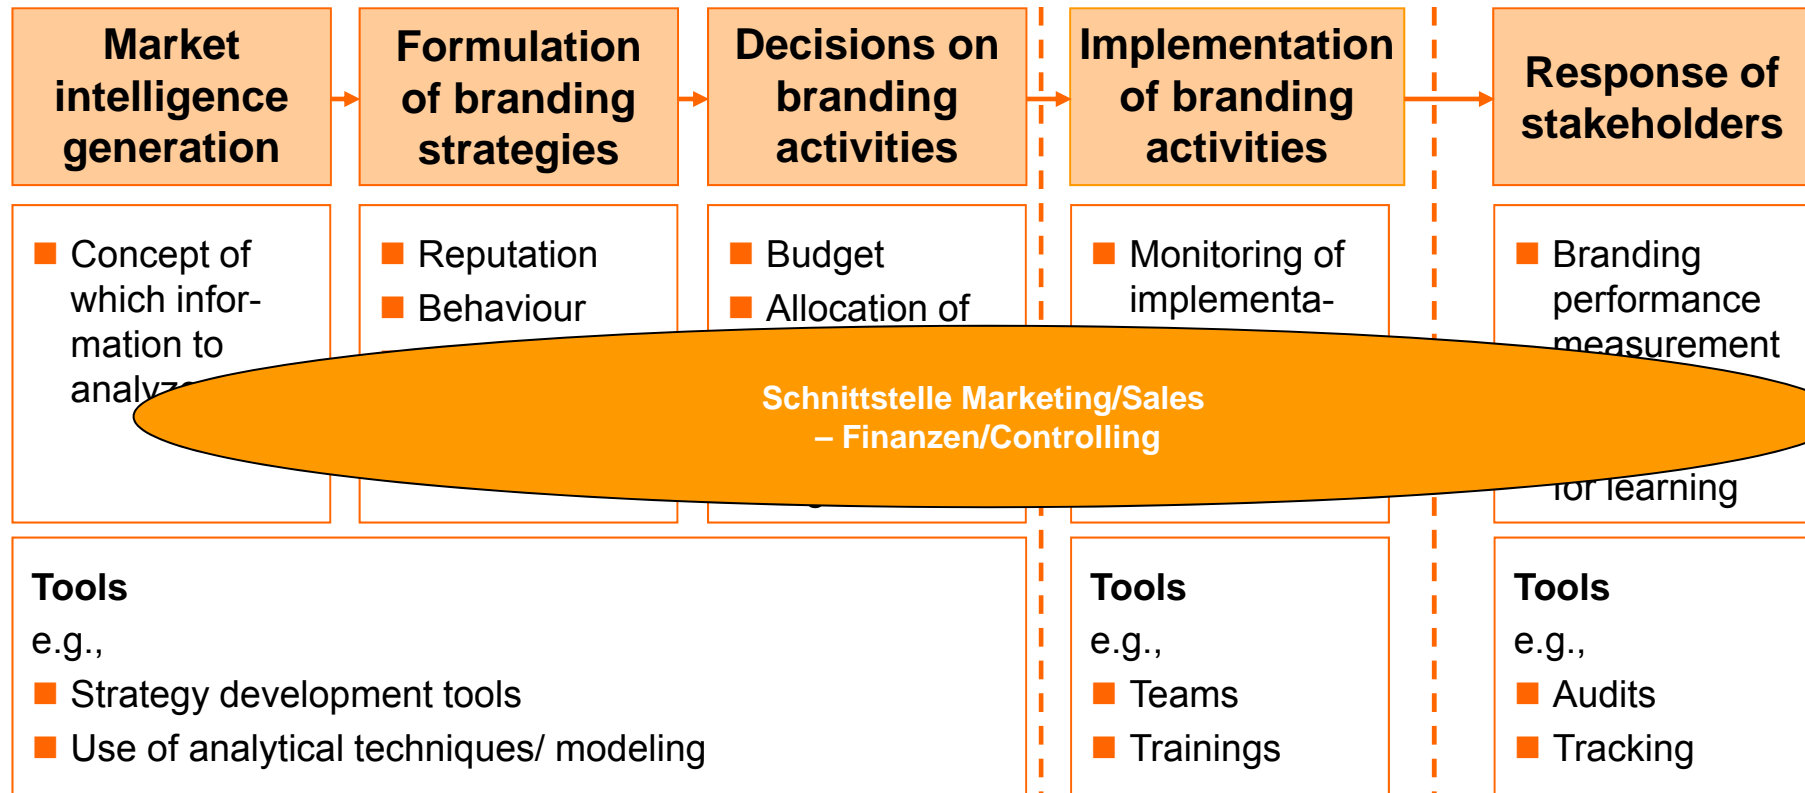 Market
intelligence
generation
Formulation
of branding
strategies
Decisions on
branding
activities
Implementation
of branding
activities
Response of
stakeholders
Concept of
which infor-
mation to
Reputation
Behaviour
Budget
Allocation of
Monitoring of
implementa-
Branding
performance
measurement
for learning
Schnittstelle Marketing/Sales
– Finanzen/Controlling
Tools
e.g.,
Strategy development tools
Use of analytical techniques/ modeling
Tools
e.g.,
Teams
Trainings
Tools
e.g.,
Audits
Tracking